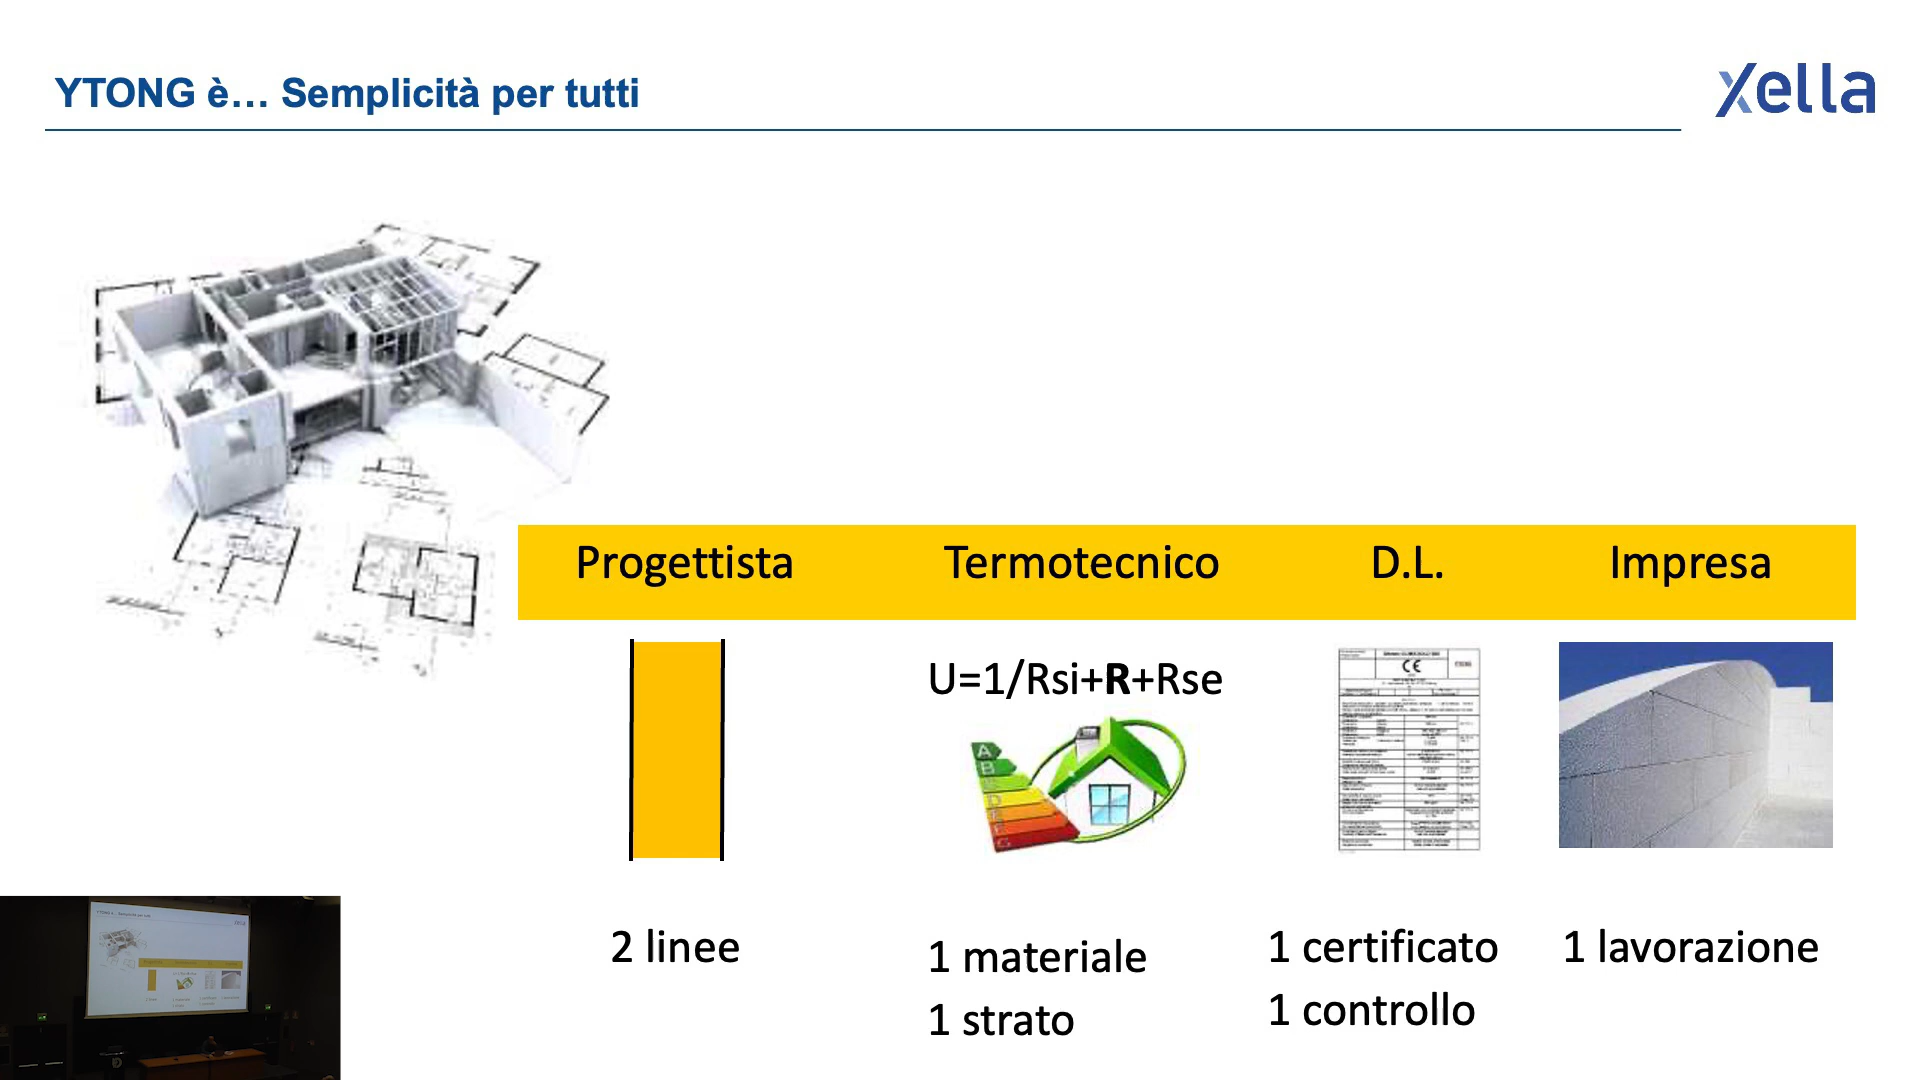 YTONG è... Semplicità per tutti
xella
Progettista
Termotecnico
D.L.
Impresa
U=1/Rsi+R+Rse
A
B
D
E
F
G
CE
2 linee
1 materiale
1 strato
1 certificato
1 controllo
1 lavorazione